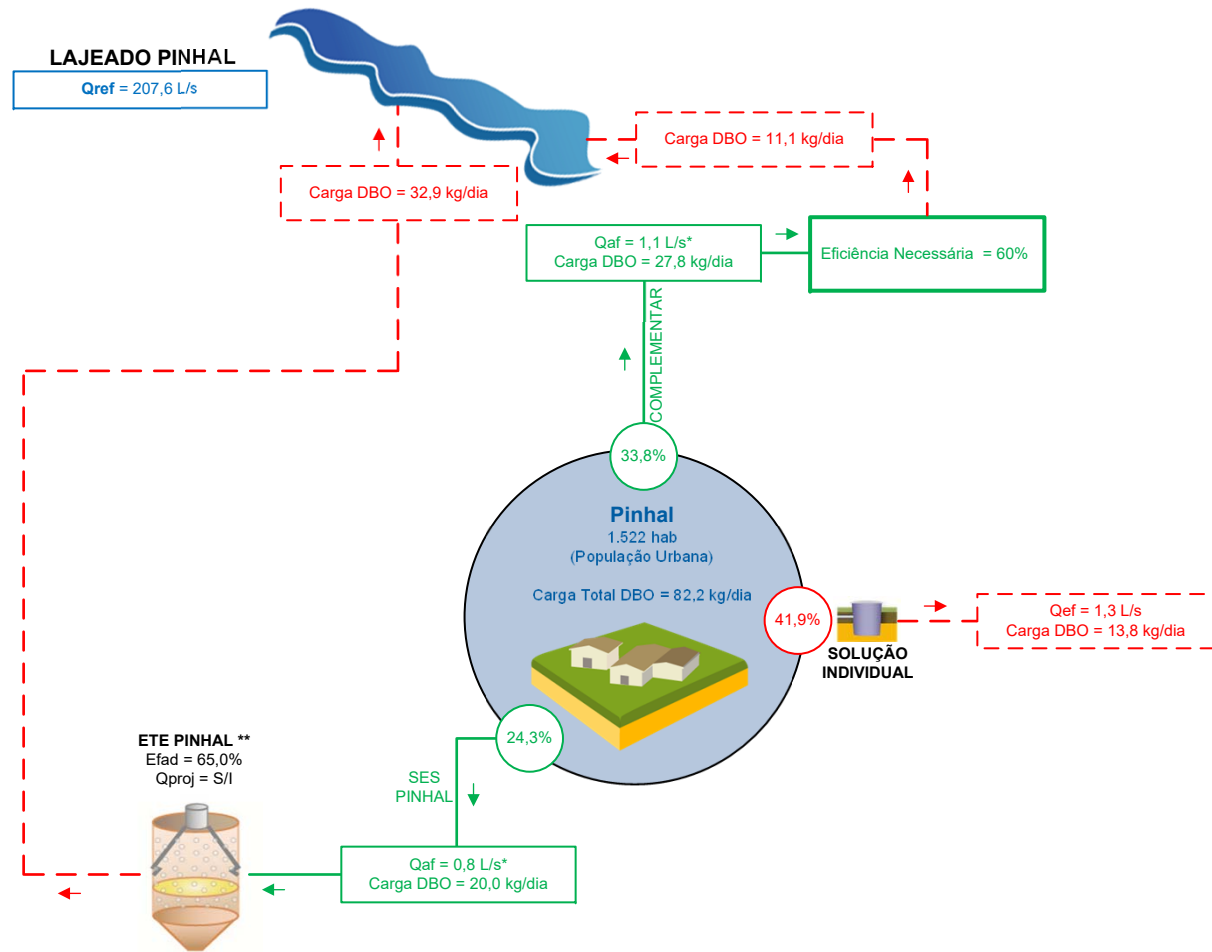 LAJEADO PINHAL
Qref = 207,6 L/s
Carga DBO = 11,1 kg/dia
Carga DBO = 32,9 kg/dia
Qaf = 1,1 L/s*
Carga DBO = 27,8 kg/dia
Eficiência Necessária = 60%
COMPLEMENTAR
33,8%
Pinhal
1.522 hab
(População Urbana)
Carga Total DBO = 82,2 kg/dia
41,9%
SOLUÇÃO
INDIVIDUAL
Qef = 1,3 L/s
Carga DBO = 13,8 kg/dia
24,3%
SES
PINHAL
ETE PINHAL **
Efad = 65,0%
Qproj = S/I
Qaf = 0,8 L/s*
Carga DBO = 20,0 kg/dia